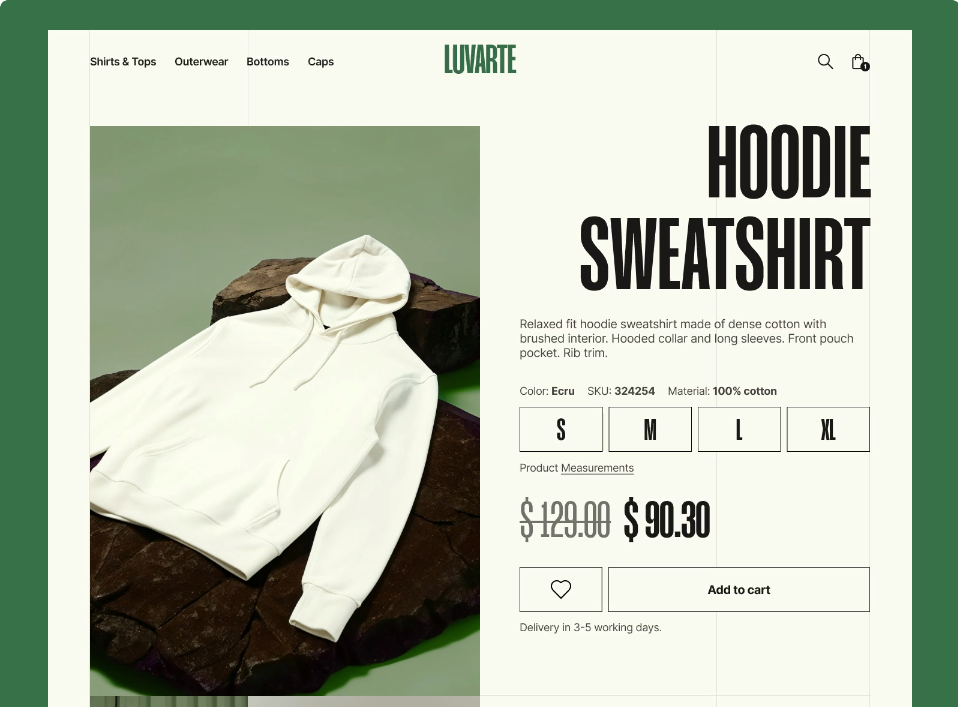 Shirts & Tops Outerwear Bottoms Caps
LUVARTE
1
HOODIE
SWEATSHIRT
Relaxed fit hoodie sweatshirt made of dense cotton with
brushed interior. Hooded collar and long sleeves. Front pouch
pocket. Rib trim.
Color: Ecru SKU: 324254 Material: 100% cotton
S M L XL
Product Measurements
$ 129.00 $ 90.30
Add to cart
Delivery in 3-5 working days.